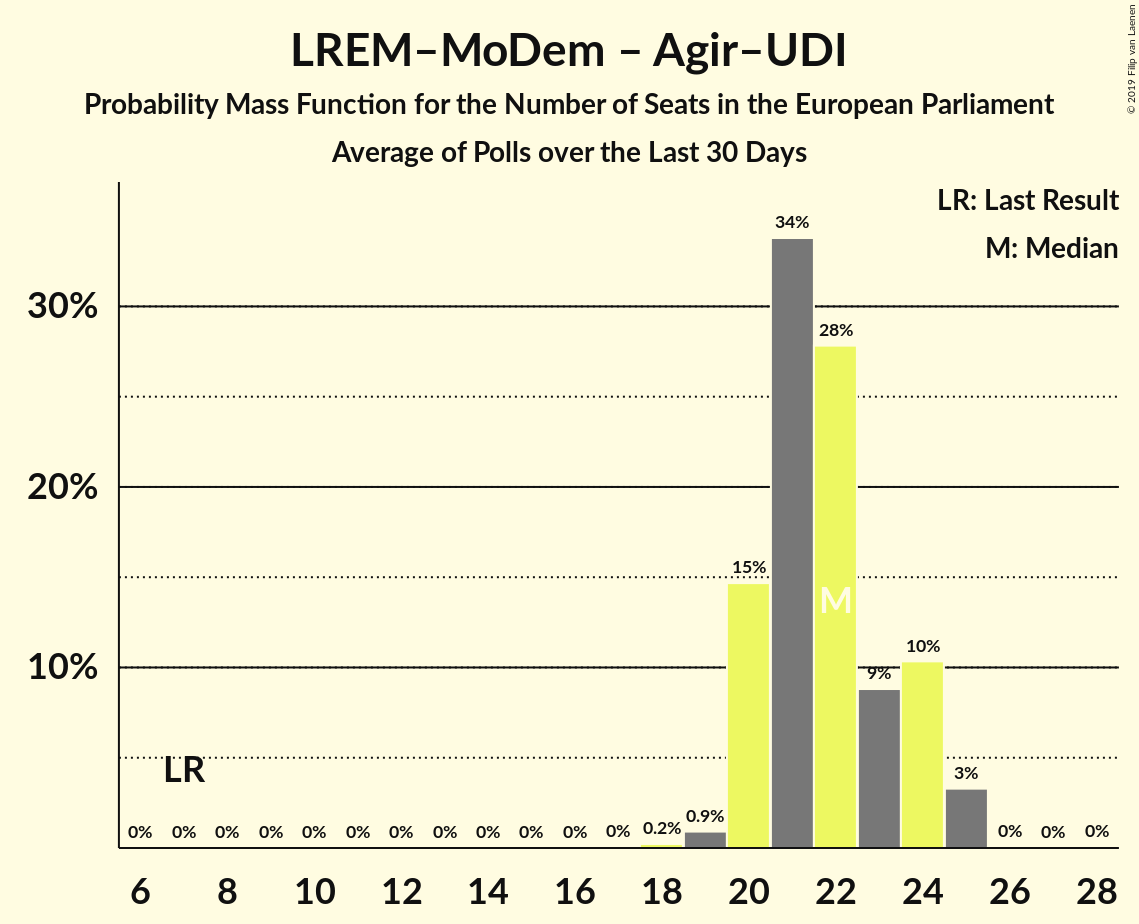 LREM–MoDem – Agir–UDI
Probability Mass Function for the Number of Seats in the European Parliament
Average of Polls over the Last 30 Days
© 2019 Filip van Laenen
LR: Last Result
M: Median
34%
30%
28%
20%
15%
M
10%
10%
9%
LR
3%
0% 0% 0% 0% 0% 0% 0% 0% 0% 0% 0% 0% 0.2% 0.9% 0% 0% 0%
6 8 10 12 14 16 18 20 22 24 26 28